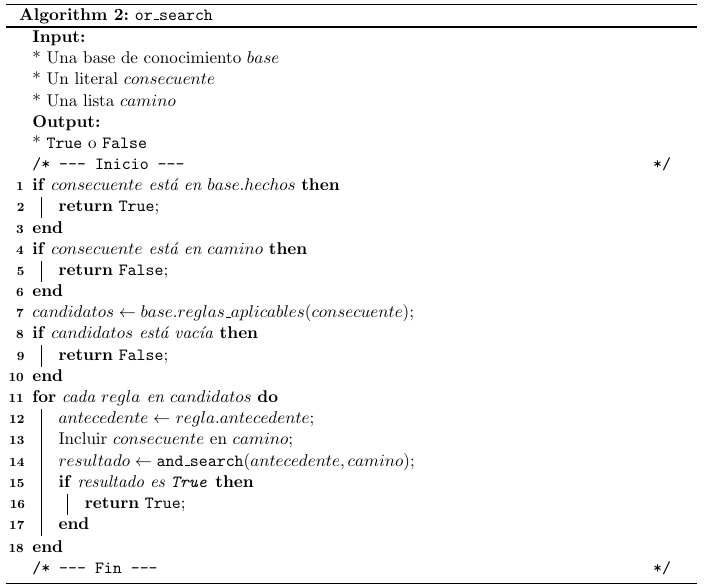 Algorithm 2: or_search
Input:
* Una base de conocimiento base
* Un literal consecuente
* Una lista camino
Output:
* True o False
/* --- Inicio --- */
1 if consecuente está en base.hechos then
2 return True;
3 end
4 if consecuente está en camino then
5 return False;
6 end
7 candidatos ← base.reglas_aplicables(consecuente);
8 if candidatos está vacía then
9 return False;
10 end
11 for cada regla en candidatos do
12 antecedente ← regla.antecedente;
13 Incluir consecuente en camino;
14 resultado ← and_search(antecedente, camino);
15 if resultado es True then
16 return True;
17 end
18 end
/* --- Fin --- */